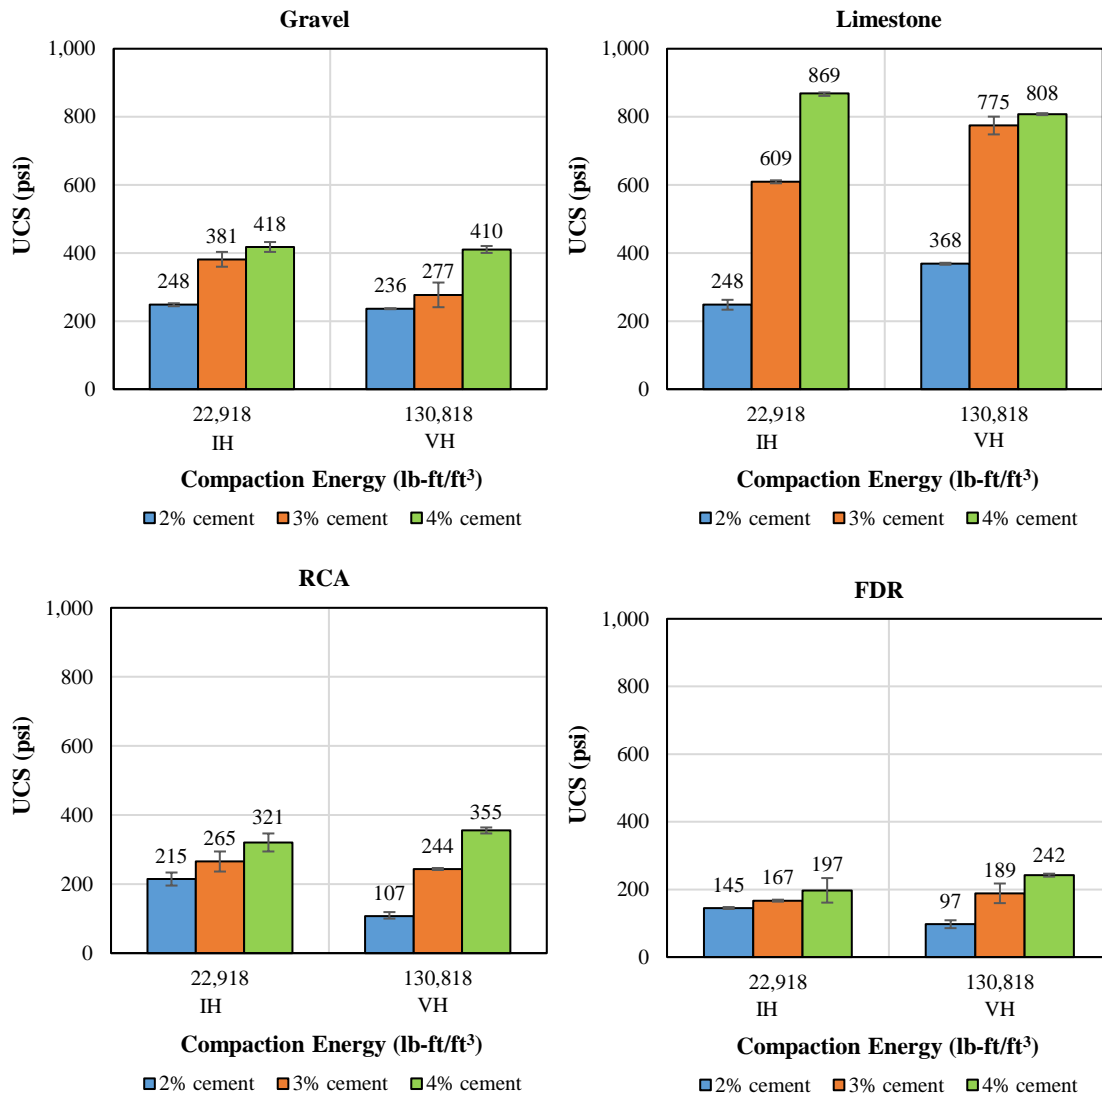 Gravel
1,000
800
600
400
200
0
UCS (psi)
248
381
418
236
277
410
22,918
IH
130,818
VH
Compaction Energy (lb-ft/ft³)
2% cement 3% cement 4% cement
Limestone
1,000
800
600
400
200
0
UCS (psi)
248
609
869
368
775
808
22,918
IH
130,818
VH
Compaction Energy (lb-ft/ft³)
2% cement 3% cement 4% cement
RCA
1,000
800
600
400
200
0
UCS (psi)
215
265
321
107
244
355
22,918
IH
130,818
VH
Compaction Energy (lb-ft/ft³)
2% cement 3% cement 4% cement
FDR
1,000
800
600
400
200
0
UCS (psi)
145
167
197
97
189
242
22,918
IH
130,818
VH
Compaction Energy (lb-ft/ft³)
2% cement 3% cement 4% cement